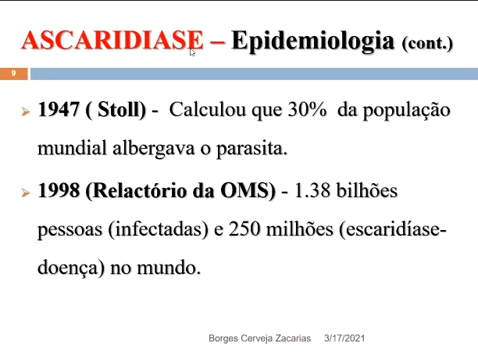 ASCARIDIASE – Epidemiologia (cont.)
9
➢ 1947 ( Stoll) - Calculou que 30% da população
mundial albergava o parasita.
➢ 1998 (Relactório da OMS) - 1.38 bilhões
pessoas (infectadas) e 250 milhões (escaridíase-
doença) no mundo.
Borges Cerveja Zacarias 3/17/2021